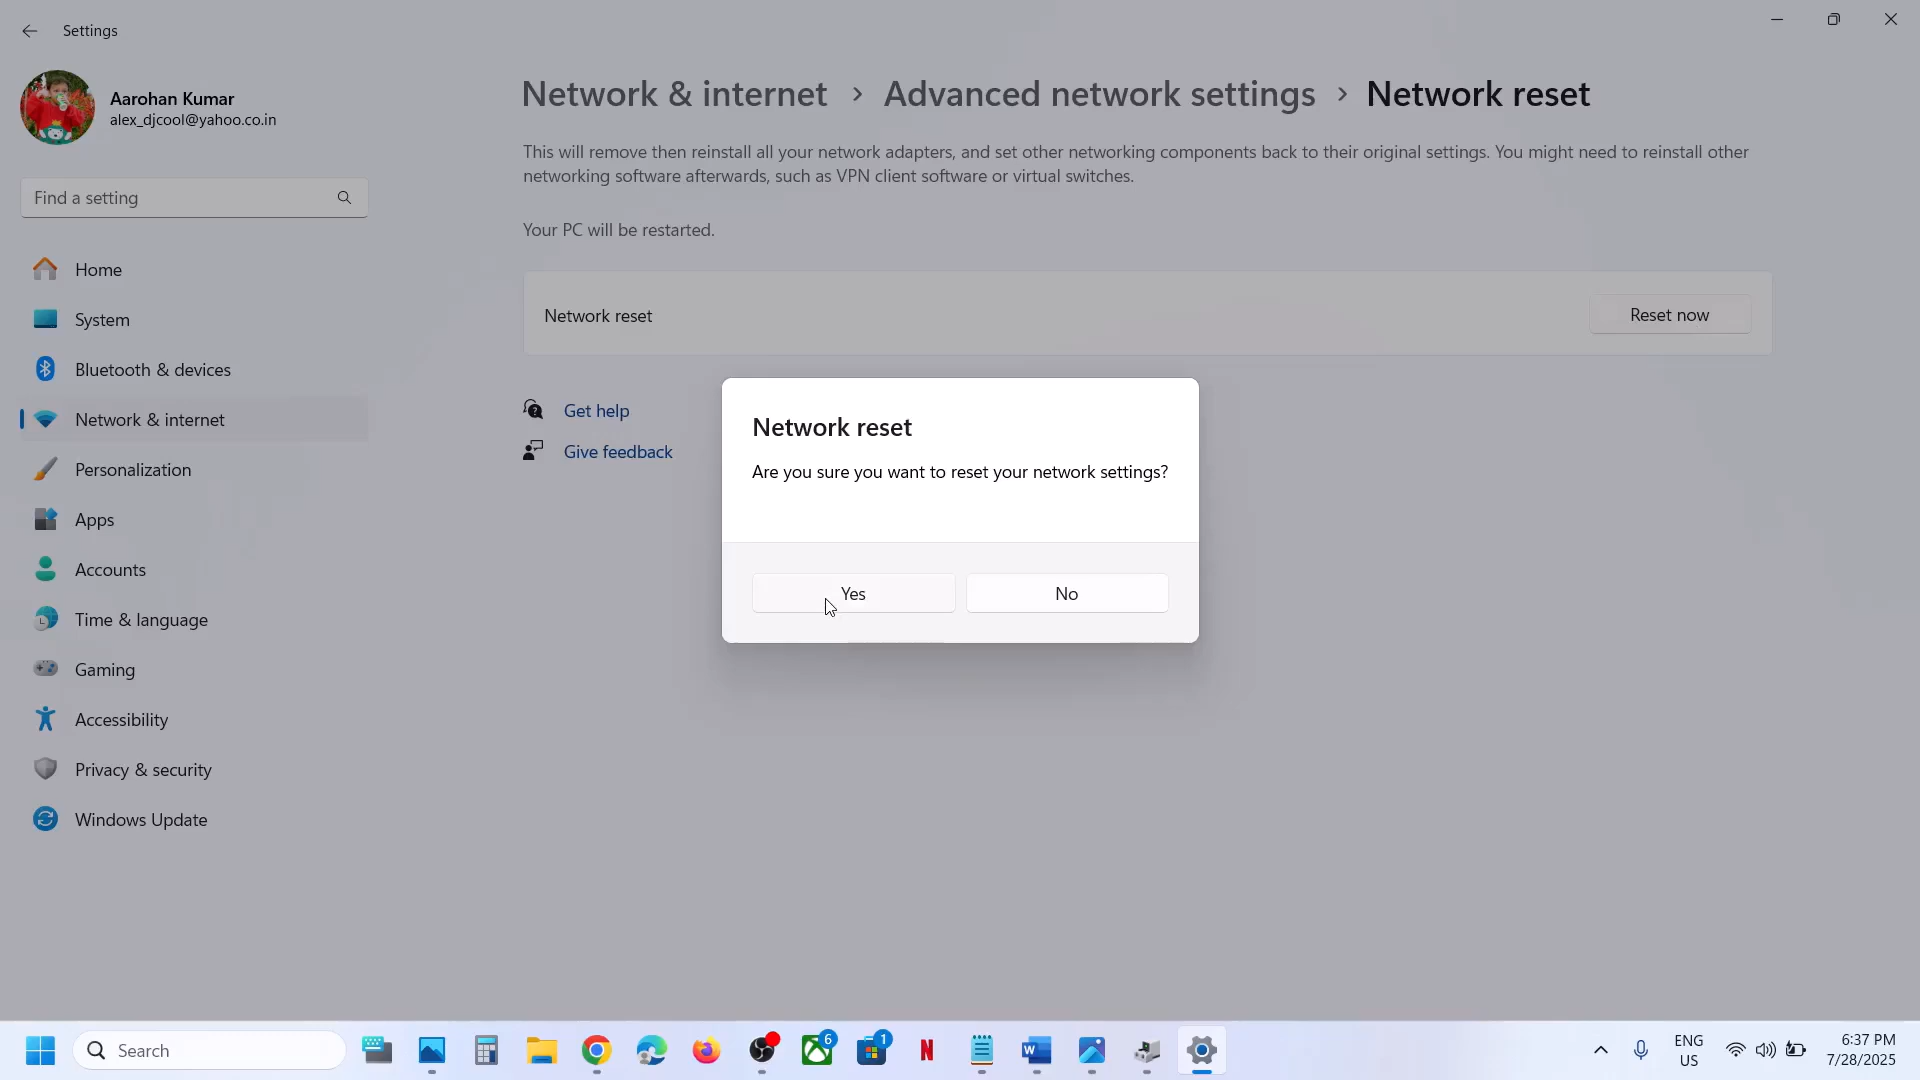 Settings
Aarohan Kumar
alex_djcool@yahoo.co.in
Find a setting
Home
System
Bluetooth & devices
Network & internet
Personalization
Apps
Accounts
Time & language
Gaming
Accessibility
Privacy & security
Windows Update
Network & internet > Advanced network settings > Network reset
This will remove then reinstall all your network adapters, and set other networking components back to their original settings. You might need to reinstall other
networking software afterwards, such as VPN client software or virtual switches.
Your PC will be restarted.
Network reset
Reset now
Get help
Give feedback
Network reset
Are you sure you want to reset your network settings?
Yes
No
Search
6
1
N
W
ENG
US
6:37 PM
7/28/2025